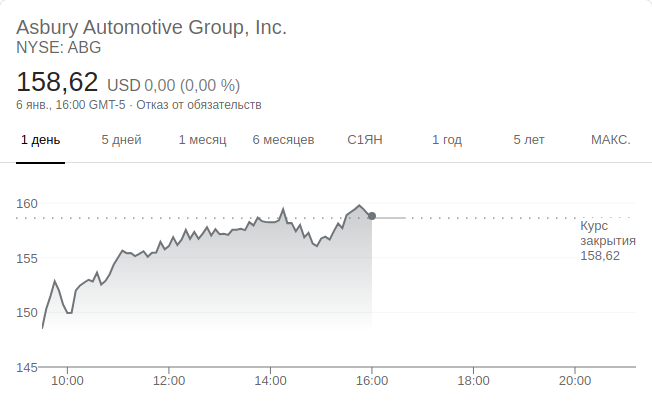 Asbury Automotive Group, Inc.
NYSE: ABG
158,62 USD 0,00 (0,00 %)
6 янв., 16:00 GMT-5 · Отказ от обязательств
1 день 5 дней 1 месяц 6 месяцев С1ЯН 1 год 5 лет МАКС.
160
Курс
закрытия
158,62
155
150
145
10:00 12:00 14:00 16:00 18:00 20:00